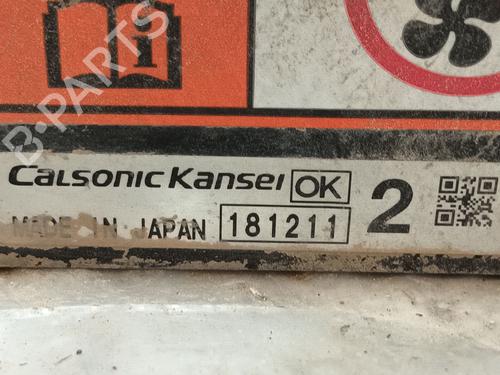 B-PARTS
Calsonic Kansei OK 2
MADE IN JAPAN 181211